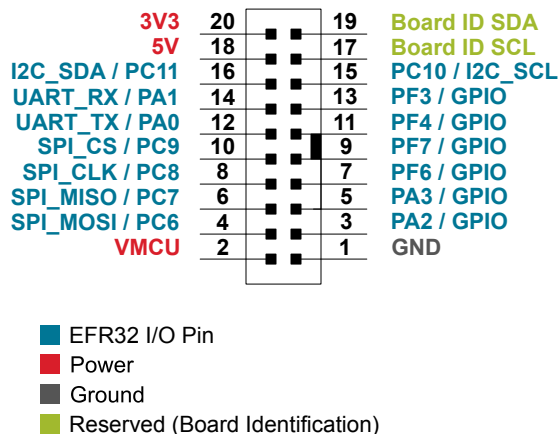 3V3 20 19 Board ID SDA
5V 18 17 Board ID SCL
I2C_SDA / PC11 16 15 PC10 / I2C_SCL
UART_RX / PA1 14 13 PF3 / GPIO
UART_TX / PA0 12 11 PF4 / GPIO
SPI_CS / PC9 10 9 PF7 / GPIO
SPI_CLK / PC8 8 7 PF6 / GPIO
SPI_MISO / PC7 6 5 PA3 / GPIO
SPI_MOSI / PC6 4 3 PA2 / GPIO
VMCU 2 1 GND
EFR32 I/O Pin
Power
Ground
Reserved (Board Identification)